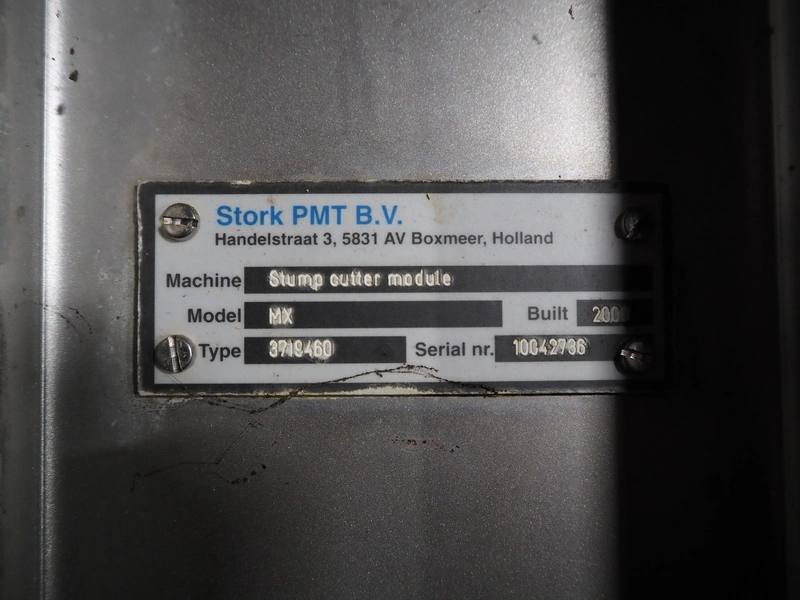 Stork PMT B.V.
Handelstraat 3, 5831 AV Boxmeer, Holland
Machine Stump cutter module
Model MX Built
Type 3719460 Serial nr. 10042736